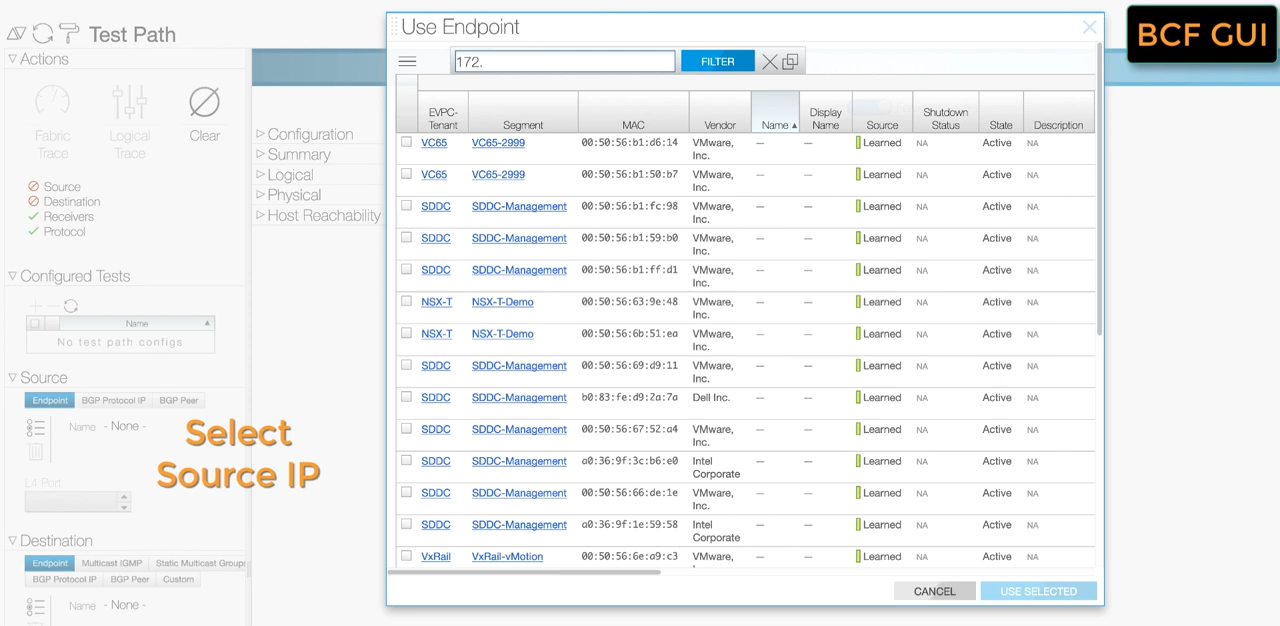 Test Path
Actions
Fabric Trace
Logical Trace
Clear
Source
Destination
Receivers
Protocol
Configured Tests
Name
No test path configs
Source
Endpoint BGP Protocol IP BGP Peer
Name - None -
L4 Port
Destination
Endpoint Multicast IGMP Static Multicast Groups
BGP Protocol IP BGP Peer Custom
Name - None -
Configuration
Summary
Logical
Physical
Host Reachability
Select
Source IP
BCF GUI
Use Endpoint
172. FILTER
EVPC-Tenant Segment MAC Vendor Name Display Name Source Shutdown Status State Description
VC65 VC65-2999 00:50:56:b1:d6:14 VMware, Inc. — — Learned NA Active NA
VC65 VC65-2999 00:50:56:b1:50:b7 VMware, Inc. — — Learned NA Active NA
SDDC SDDC-Management 00:50:56:b1:fc:98 VMware, Inc. — — Learned NA Active NA
SDDC SDDC-Management 00:50:56:b1:59:b0 VMware, Inc. — — Learned NA Active NA
SDDC SDDC-Management 00:50:56:b1:ff:d1 VMware, Inc. — — Learned NA Active NA
NSX-T NSX-T-Demo 00:50:56:63:9e:48 VMware, Inc. — — Learned NA Active NA
NSX-T NSX-T-Demo 00:50:56:6b:51:ea VMware, Inc. — — Learned NA Active NA
SDDC SDDC-Management 00:50:56:69:d9:11 VMware, Inc. — — Learned NA Active NA
SDDC SDDC-Management b0:83:fe:d9:2a:7a Dell Inc. — — Learned NA Active NA
SDDC SDDC-Management 00:50:56:67:52:a4 VMware, Inc. — — Learned NA Active NA
SDDC SDDC-Management a0:36:9f:3c:b6:e0 Intel Corporate — — Learned NA Active NA
SDDC SDDC-Management 00:50:56:66:de:1e VMware, Inc. — — Learned NA Active NA
SDDC SDDC-Management a0:36:9f:1e:59:58 Intel Corporate — — Learned NA Active NA
VxRail VxRail-vMotion 00:50:56:6e:a9:c3 VMware, — — Learned NA Active NA
CANCEL USE SELECTED